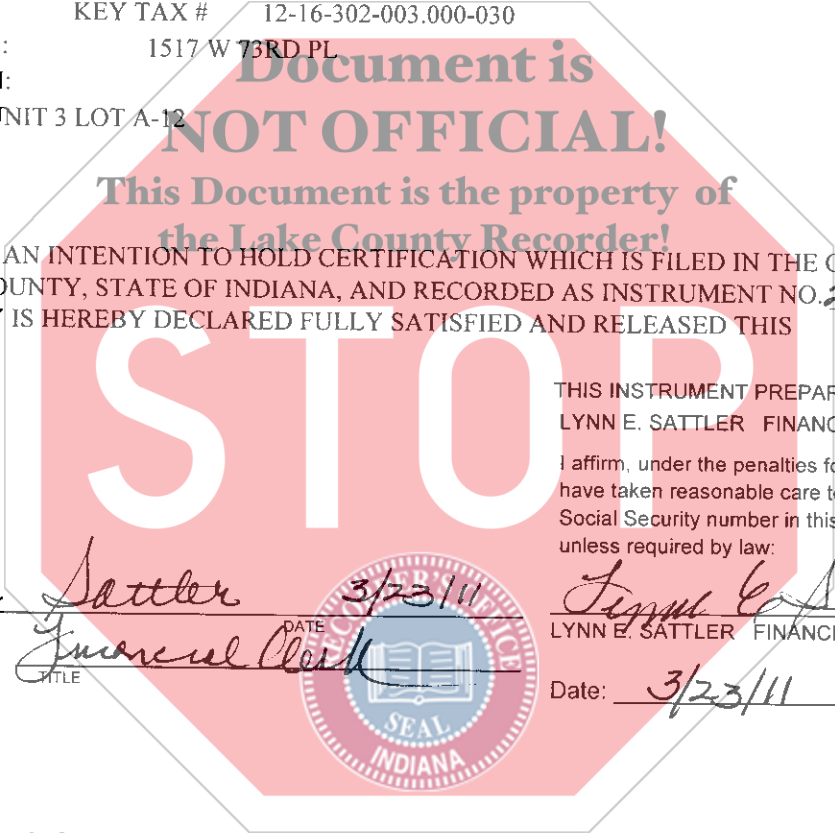 KEY TAX # 12-16-302-003.000-030
: 1517 W 73RD PL
:
NIT 3 LOT A-12
Document is
NOT OFFICIAL!
This Document is the property of
the Lake County Recorder!
AN INTENTION TO HOLD CERTIFICATION WHICH IS FILED IN THE
OUNTY, STATE OF INDIANA, AND RECORDED AS INSTRUMENT NO.
IS HEREBY DECLARED FULLY SATISFIED AND RELEASED THIS
STOP
THIS INSTRUMENT PREPAR
LYNN E. SATTLER FINANC
I affirm, under the penalties fo
have taken reasonable care t
Social Security number in this
unless required by law:
Sattler 3/23/11
DATE
Financial Clerk
TITLE
Lynn E S
LYNN E. SATTLER FINANCI
Date: 3/23/11
RECORDER'S OFFICE
SEAL
INDIANA